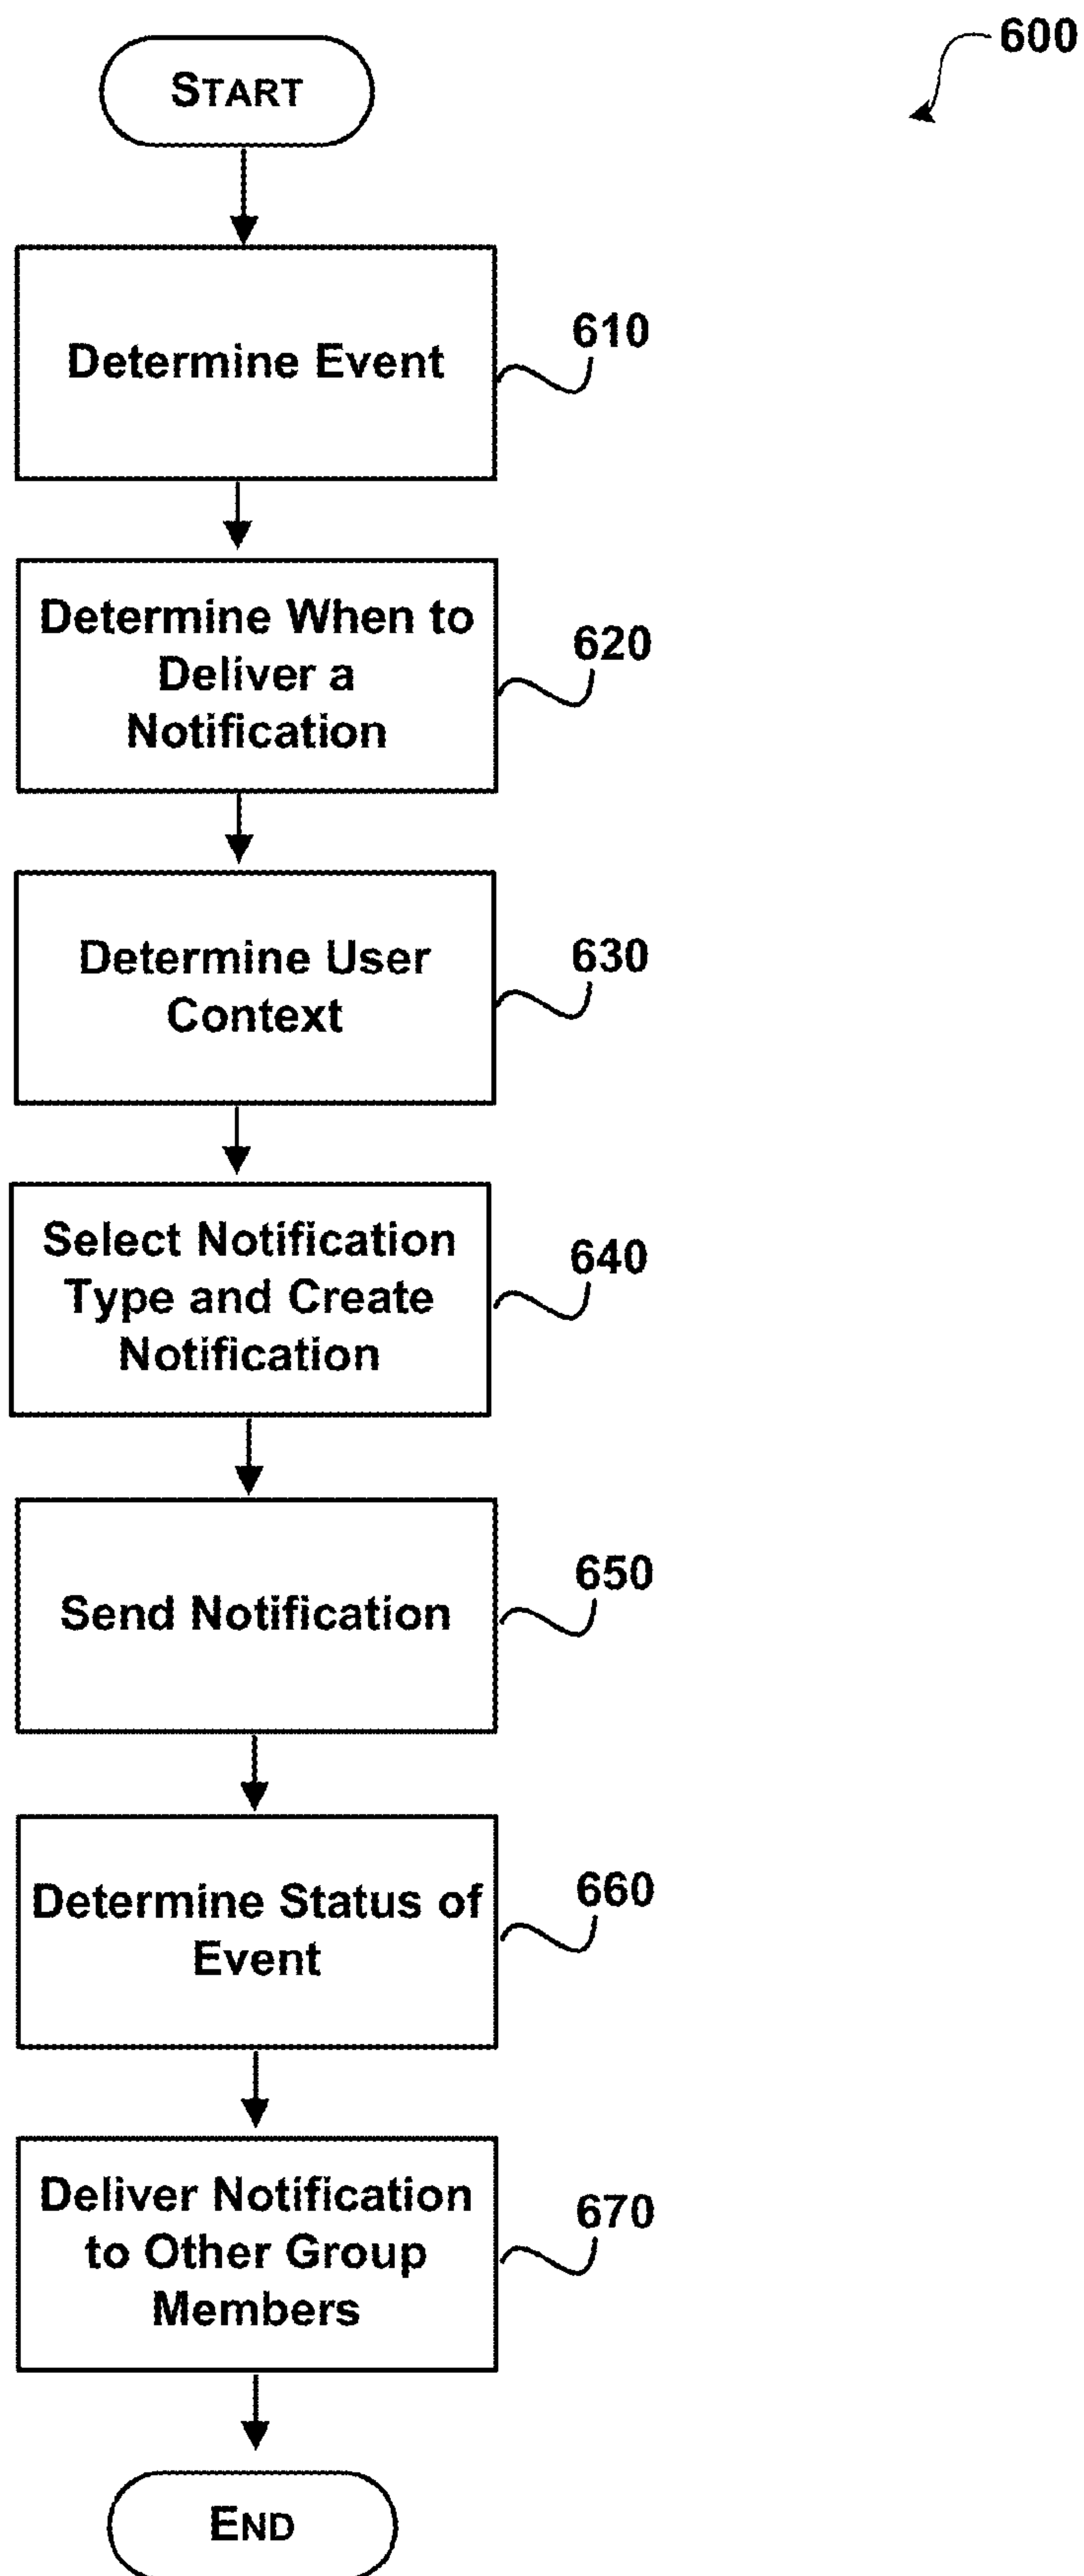 600
START
Determine Event
610
Determine When to
Deliver a
Notification
620
Determine User
Context
630
Select Notification
Type and Create
Notification
640
Send Notification
650
Determine Status of
Event
660
Deliver Notification
to Other Group
Members
670
END